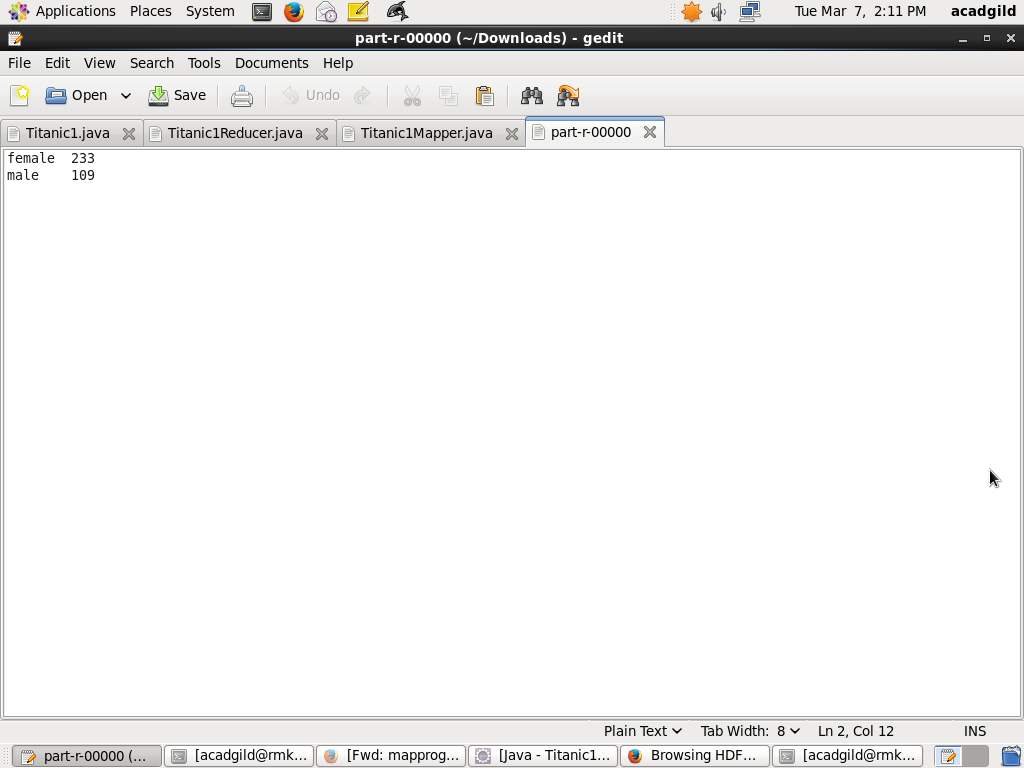 Applications Places System Tue Mar 7, 2:11 PM acadgild
part-r-00000 (~/Downloads) - gedit
File Edit View Search Tools Documents Help
Open Save Undo
Titanic1.java Titanic1Reducer.java Titanic1Mapper.java part-r-00000
female 233
male 109
Plain Text Tab Width: 8 Ln 2, Col 12 INS
part-r-00000 (... [acadgild@rmk... [Fwd: mapprog... [Java - Titanic1... Browsing HDF... [acadgild@rmk...